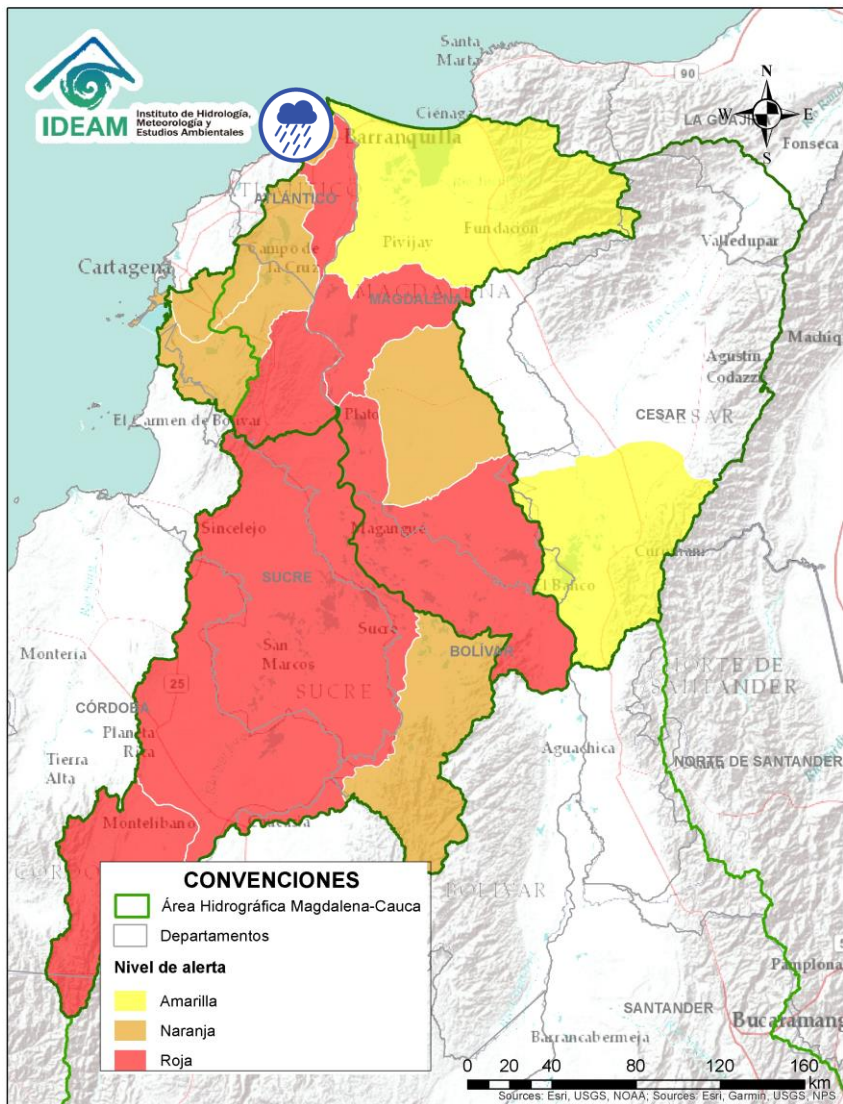 IDEAM
Instituto de Hidrología,
Meteorología y
Estudios Ambientales
Santa
Marta
90
N
W
E
S
LA GUAJI
Ciénaga
Fonseca
Barranquilla
ATLÁNTICO
Valledupar
Fundación
Pivijay
Campo de
la Cruz
Cartagena
MAGDALENA
Machiq
Agustín
Codazzi
CESAR
CESAR
Plato
El Carmen de Bolívar
Magangué
Sincelejo
El Banco
SUCRE
Sucre
BOLÍVAR
San
Marcos
SUCRE
Montería
25
NORTE DE
SANTANDER
CÓRDOBA
Planeta
Rica
Aguachica
NORTE DE SANTANDER
Tierra
Alta
Montelíbano
BOLÍVAR
CONVENCIONES
Área Hidrográfica Magdalena-Cauca
Departamentos
Nivel de alerta
Amarilla
Naranja
Roja
Pamplona
SANTANDER
Bucaramang
Barrancabermeja
0 20 40 80 120 160
km
Sources: Esri, USGS, NOAA; Sources: Esri, Garmin, USGS, NPS